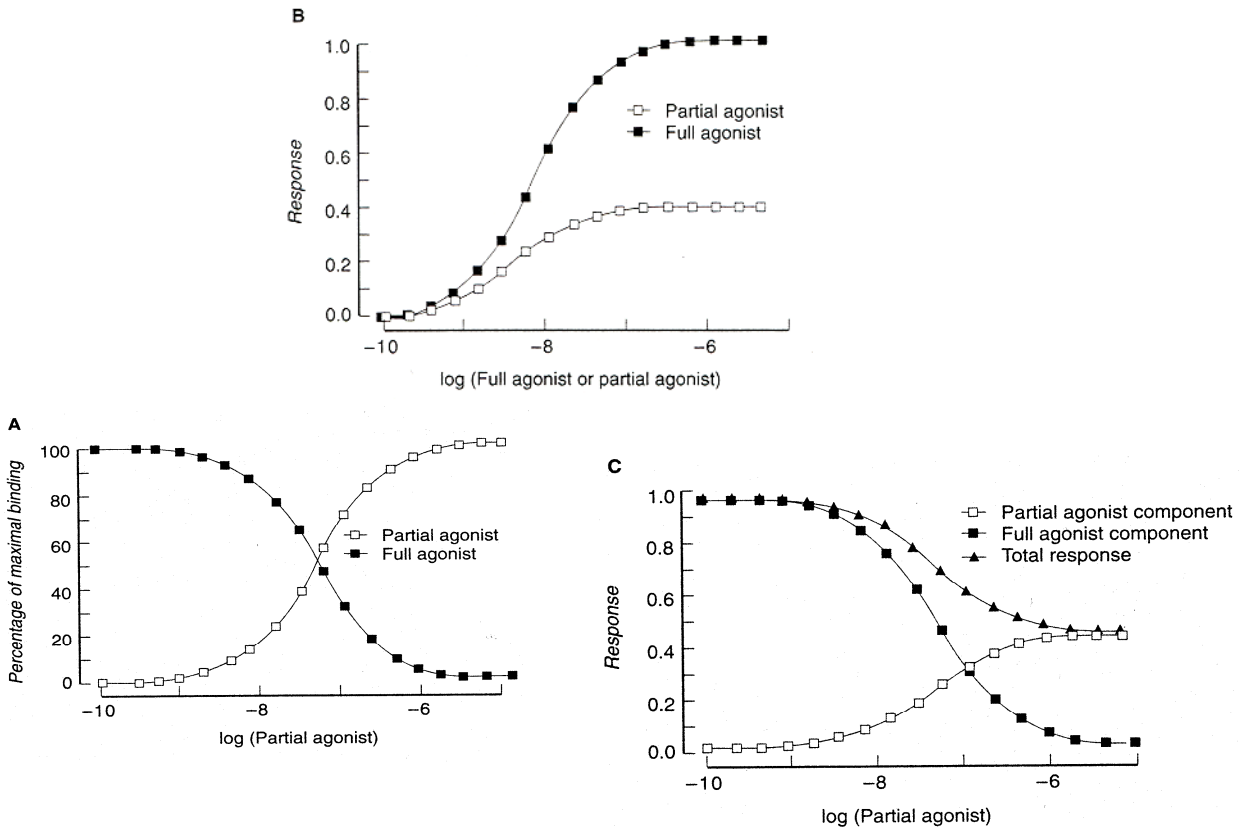 B
1.0
0.8
0.6
0.4
0.2
0.0
Response
Partial agonist
Full agonist
−10
−8
−6
log (Full agonist or partial agonist)
A
100
80
60
40
20
0
Percentage of maximal binding
Partial agonist
Full agonist
−10
−8
−6
log (Partial agonist)
C
1.0
0.8
0.6
0.4
0.2
0.0
Response
Partial agonist component
Full agonist component
Total response
−10
−8
−6
log (Partial agonist)